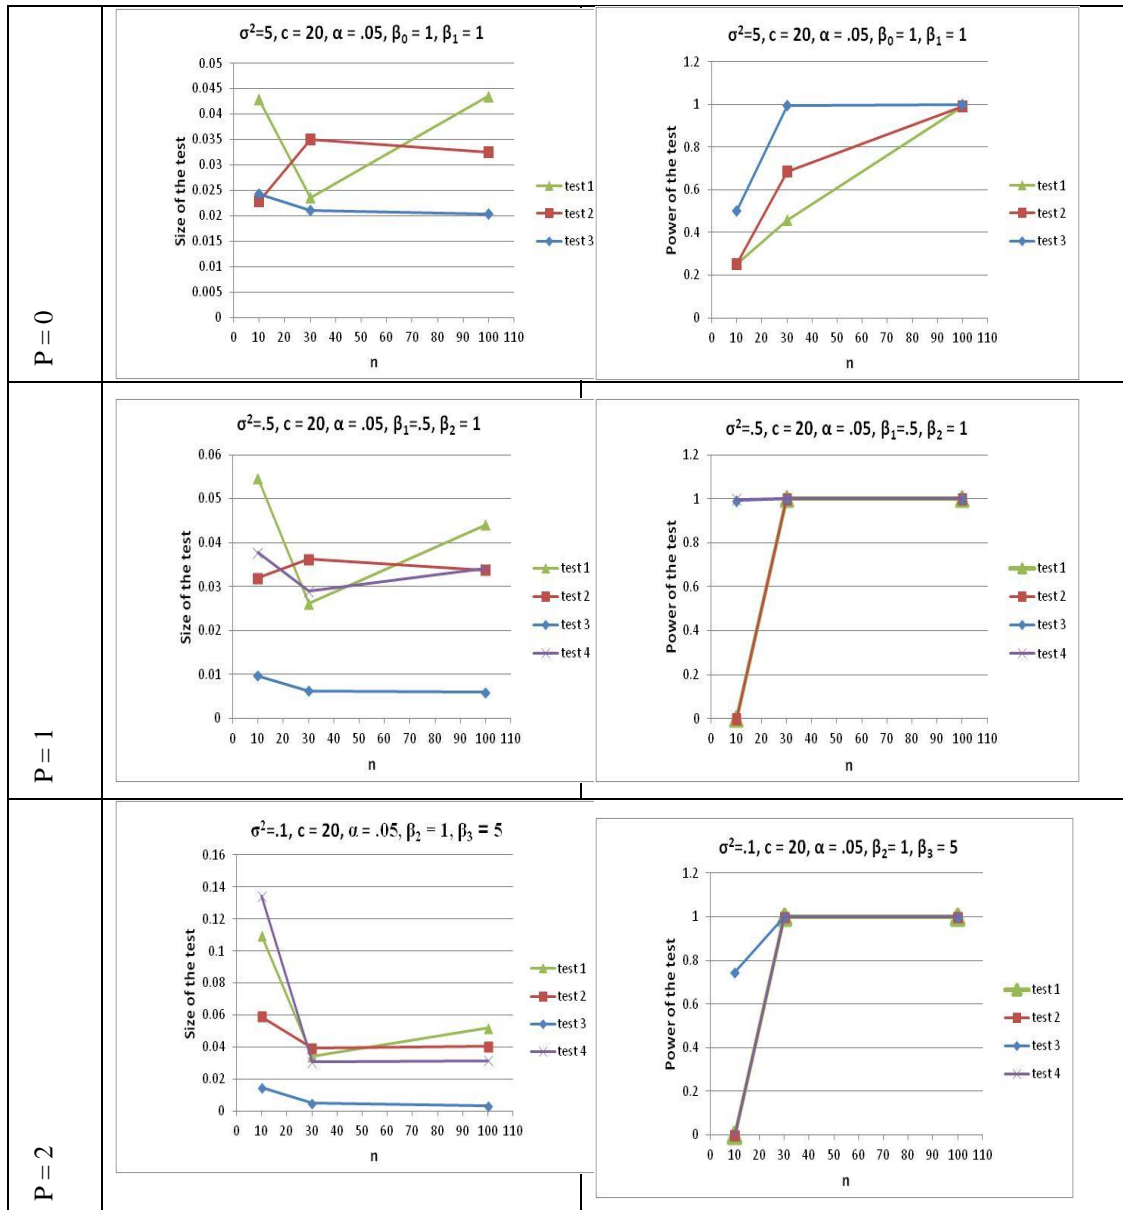 P = 0
σ²=5, c = 20, α = .05, β₀ = 1, β₁ = 1
Size of the test
0.05
0.045
0.04
0.035
0.03
0.025
0.02
0.015
0.01
0.005
0
0 10 20 30 40 50 60 70 80 90 100 110
n
test 1
test 2
test 3
σ²=5, c = 20, α = .05, β₀ = 1, β₁ = 1
Power of the test
1.2
1
0.8
0.6
0.4
0.2
0
0 10 20 30 40 50 60 70 80 90 100 110
n
test 1
test 2
test 3
P = 1
σ²=.5, c = 20, α = .05, β₁=.5, β₂ = 1
Size of the test
0.06
0.05
0.04
0.03
0.02
0.01
0
0 10 20 30 40 50 60 70 80 90 100 110
n
test 1
test 2
test 3
test 4
σ²=.5, c = 20, α = .05, β₁=.5, β₂ = 1
Power of the test
1.2
1
0.8
0.6
0.4
0.2
0
0 10 20 30 40 50 60 70 80 90 100 110
n
test 1
test 2
test 3
test 4
P = 2
σ²=.1, c = 20, α = .05, β₂ = 1, β₃ = 5
Size of the test
0.16
0.14
0.12
0.1
0.08
0.06
0.04
0.02
0
0 10 20 30 40 50 60 70 80 90 100 110
n
test 1
test 2
test 3
test 4
σ²=.1, c = 20, α = .05, β₂= 1, β₃ = 5
Power of the test
1.2
1
0.8
0.6
0.4
0.2
0
0 10 20 30 40 50 60 70 80 90 100 110
n
test 1
test 2
test 3
test 4